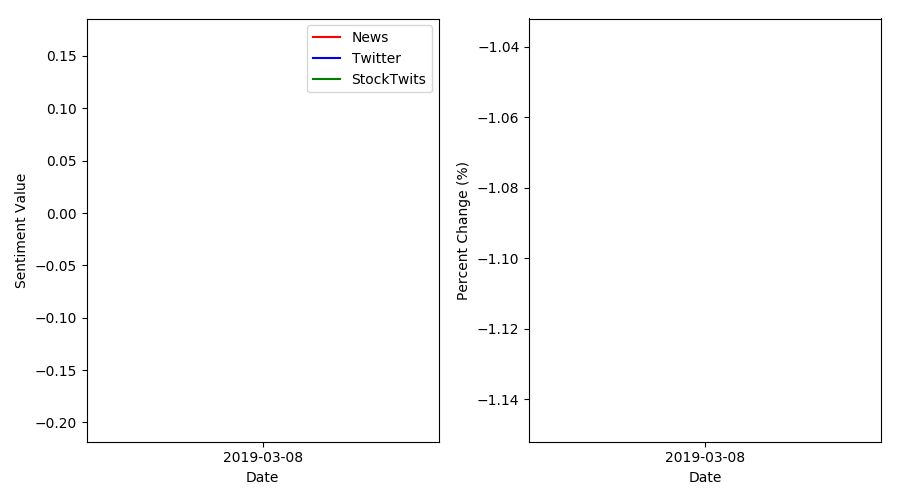 News
Twitter
StockTwits
0.15
0.10
0.05
0.00
−0.05
−0.10
−0.15
−0.20
Sentiment Value
2019-03-08
Date
−1.04
−1.06
−1.08
−1.10
−1.12
−1.14
Percent Change (%)
2019-03-08
Date